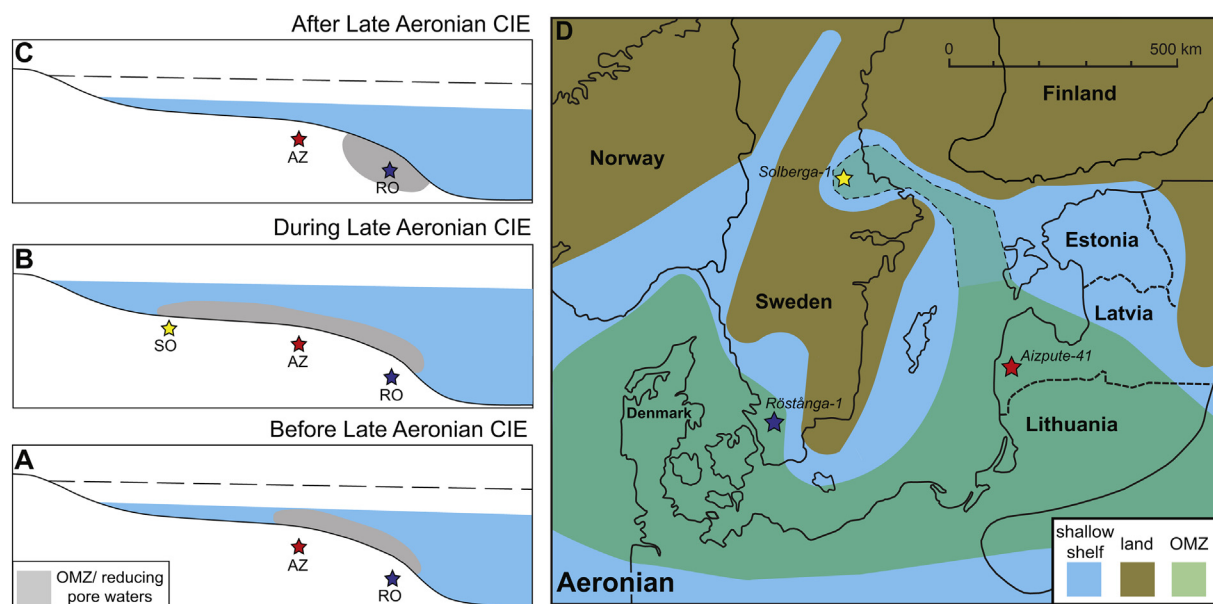 After Late Aeronian CIE
C
AZ
RO
During Late Aeronian CIE
B
SO
AZ
RO
Before Late Aeronian CIE
A
AZ
RO
OMZ/ reducing
pore waters
D
0
500 km
Finland
Norway
Solberga-1
Estonia
Sweden
Latvia
Aizpute-41
Denmark
Röstånga-1
Lithuania
Aeronian
shallow
shelf
land
OMZ